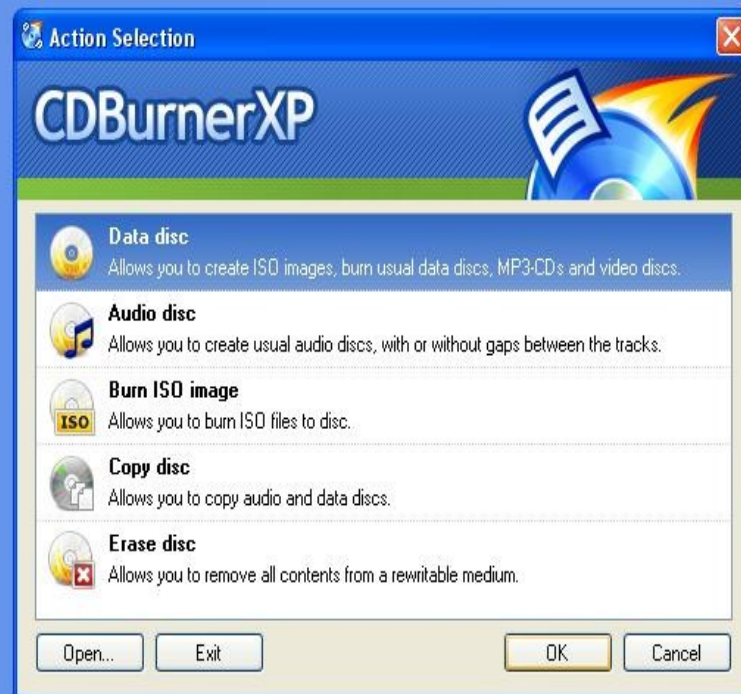 Action Selection
CDBurnerXP
Data disc
Allows you to create ISO images, burn usual data discs, MP3-CDs and video discs.
Audio disc
Allows you to create usual audio discs, with or without gaps between the tracks.
Burn ISO image
ISO
Allows you to burn ISO files to disc.
Copy disc
Allows you to copy audio and data discs.
Erase disc
Allows you to remove all contents from a rewritable medium.
Open... Exit OK Cancel